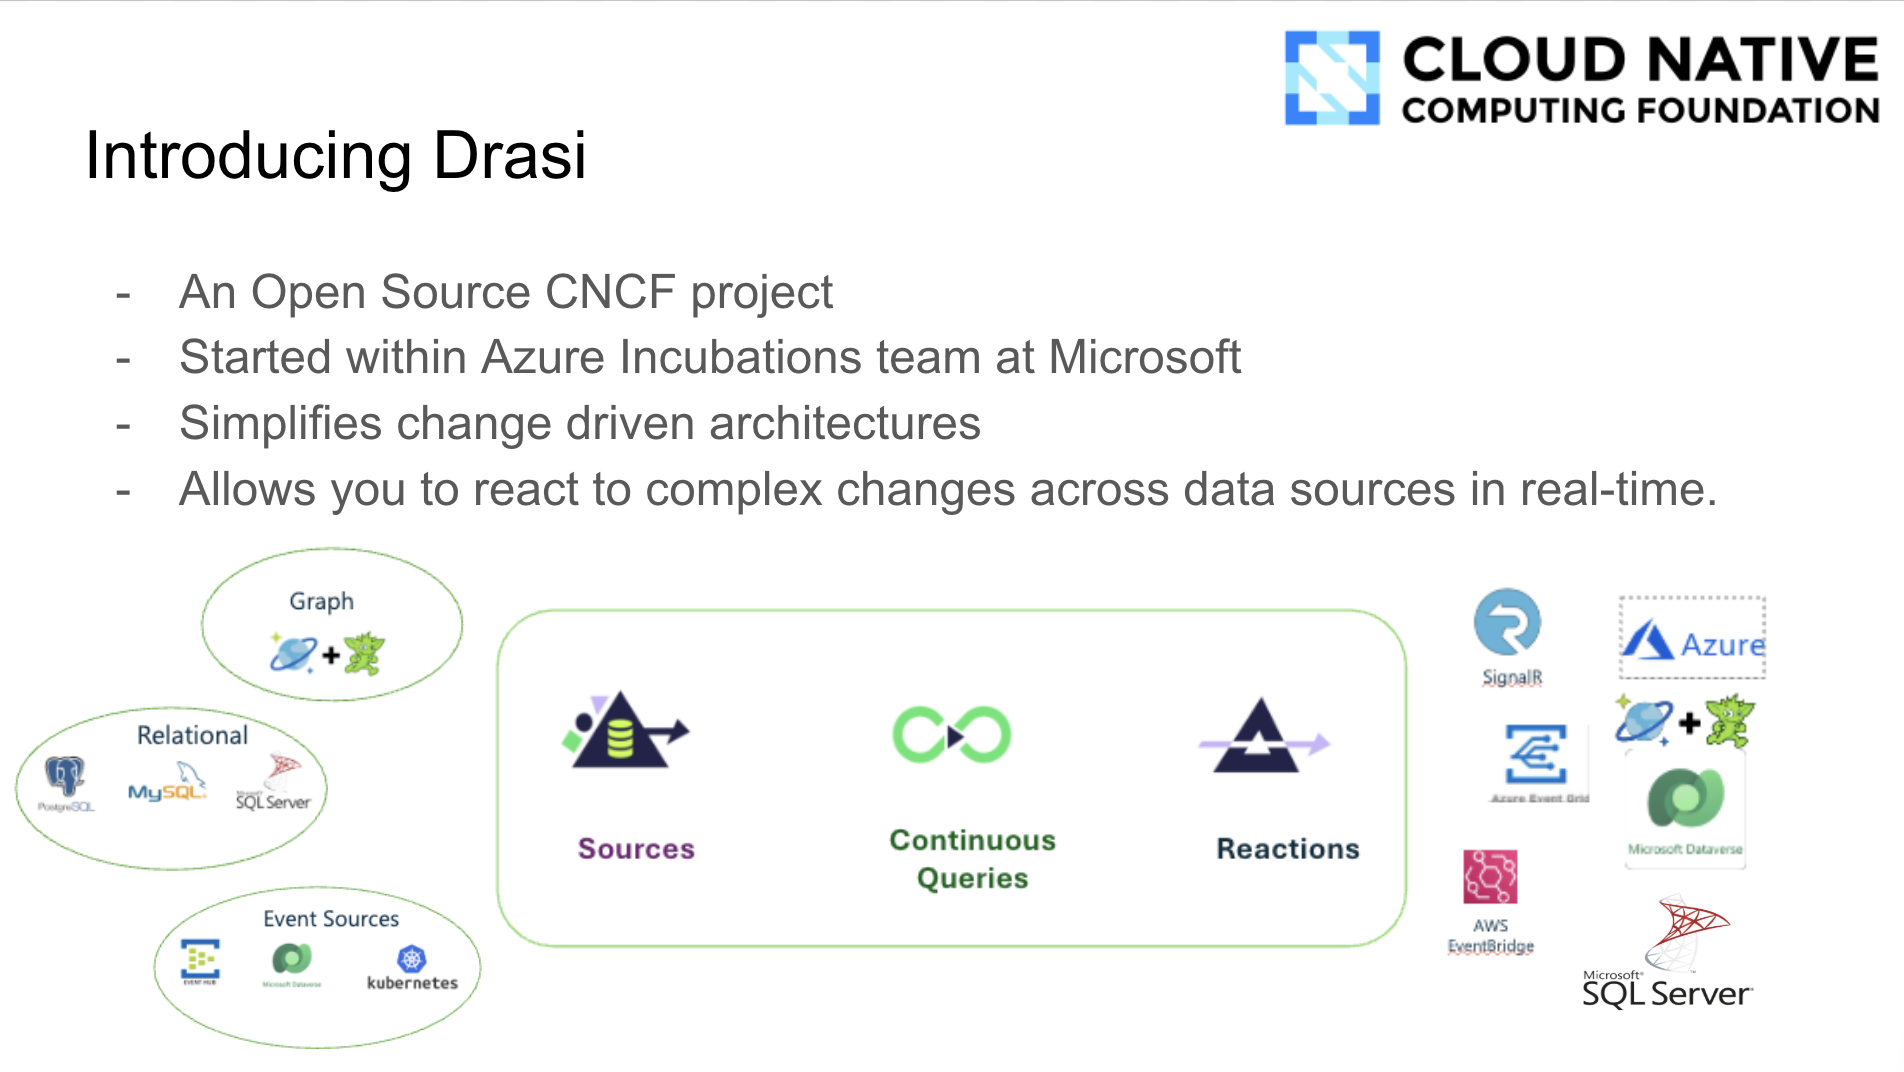 CLOUD NATIVE
COMPUTING FOUNDATION
Introducing Drasi
- An Open Source CNCF project
- Started within Azure Incubations team at Microsoft
- Simplifies change driven architectures
- Allows you to react to complex changes across data sources in real-time.
Graph
+
Relational
PostgreSQL
MySQL
SQL Server
Event Sources
EVENT HUB
Microsoft Dataverse
kubernetes
Sources
Continuous
Queries
Reactions
SignalR
Azure
+
Azure Event Grid
Microsoft Dataverse
AWS
EventBridge
Microsoft®
SQL Server